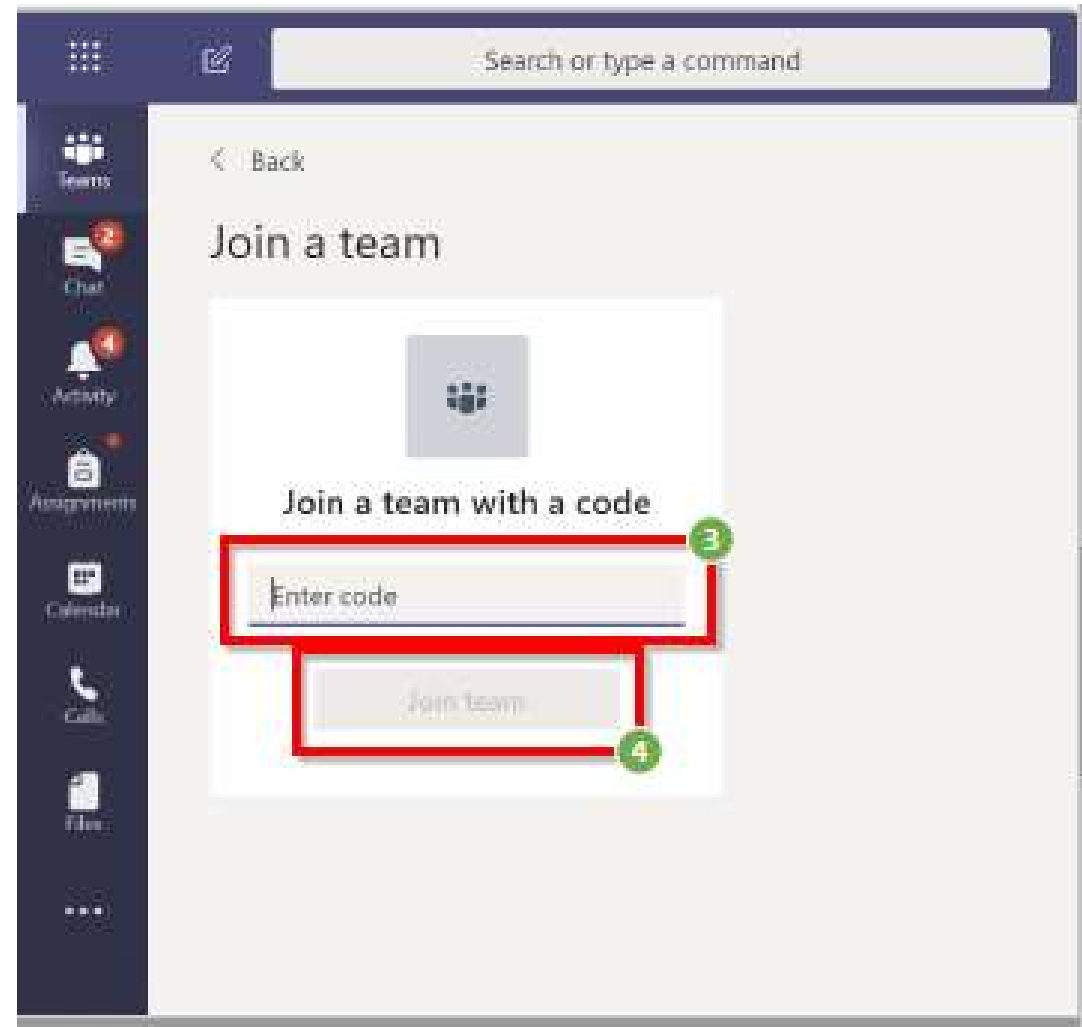 Search or type a command
Teams
< Back
Join a team
2
Chat
4
Activity
Assignments
Join a team with a code
3
Enter code
Calendar
Join team
4
Calls
Files